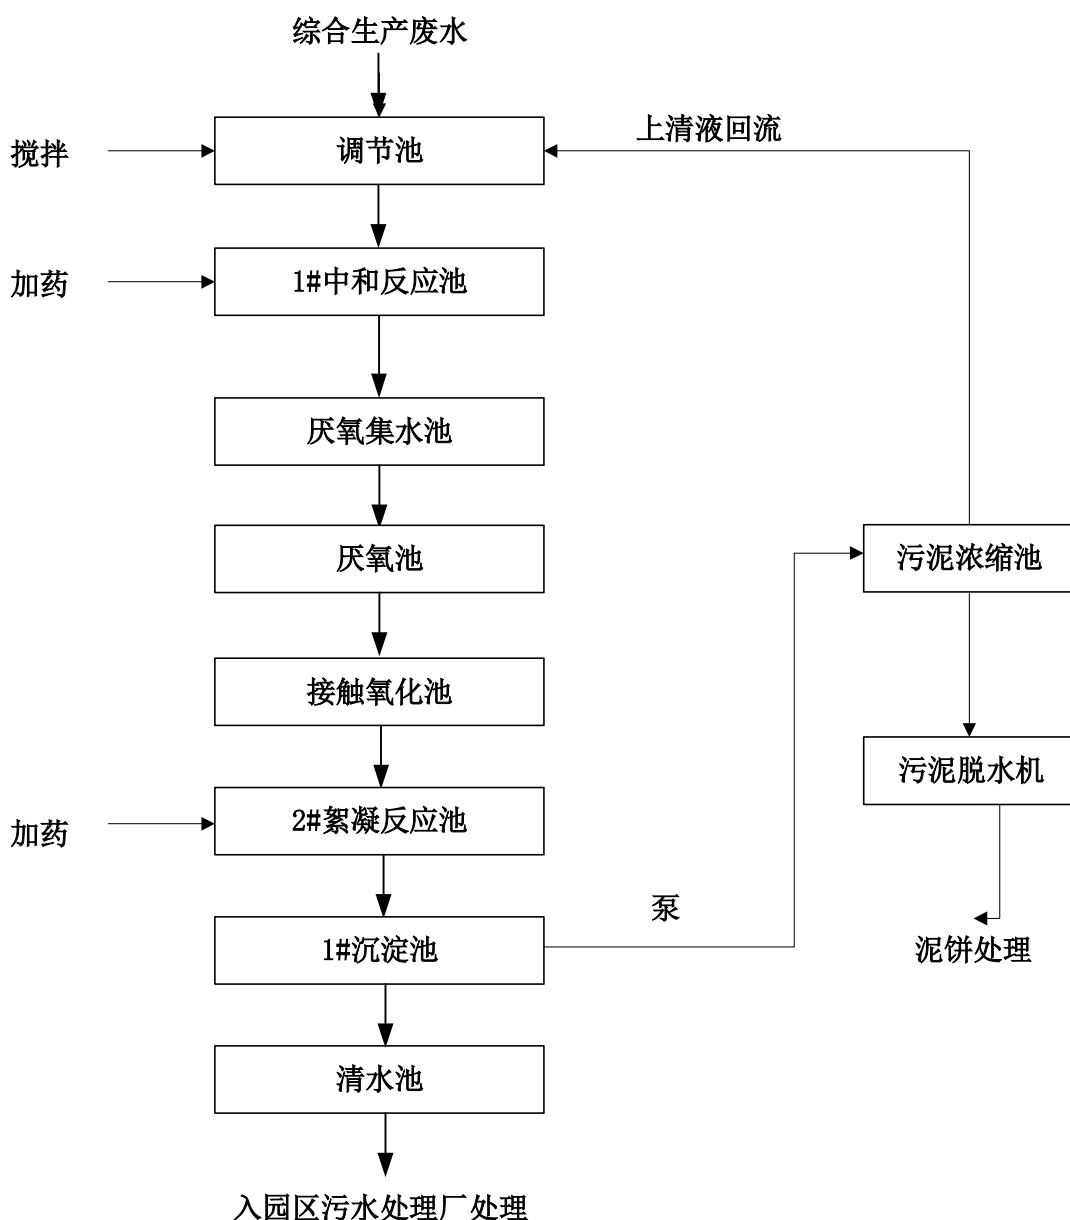 综合生产废水
上清液回流
搅拌
调节池
加药
1#中和反应池
厌氧集水池
厌氧池
污泥浓缩池
接触氧化池
污泥脱水机
加药
2#絮凝反应池
泵
1#沉淀池
泥饼处理
清水池
入园区污水处理厂处理